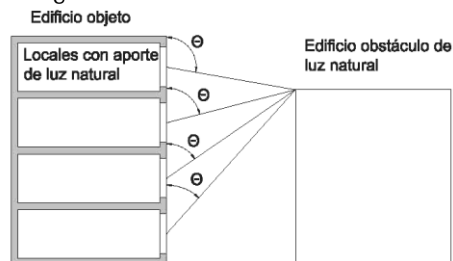 Edificio objeto
Locales con aporte
de luz natural
Edificio obstáculo de
luz natural
Θ
Θ
Θ
Θ